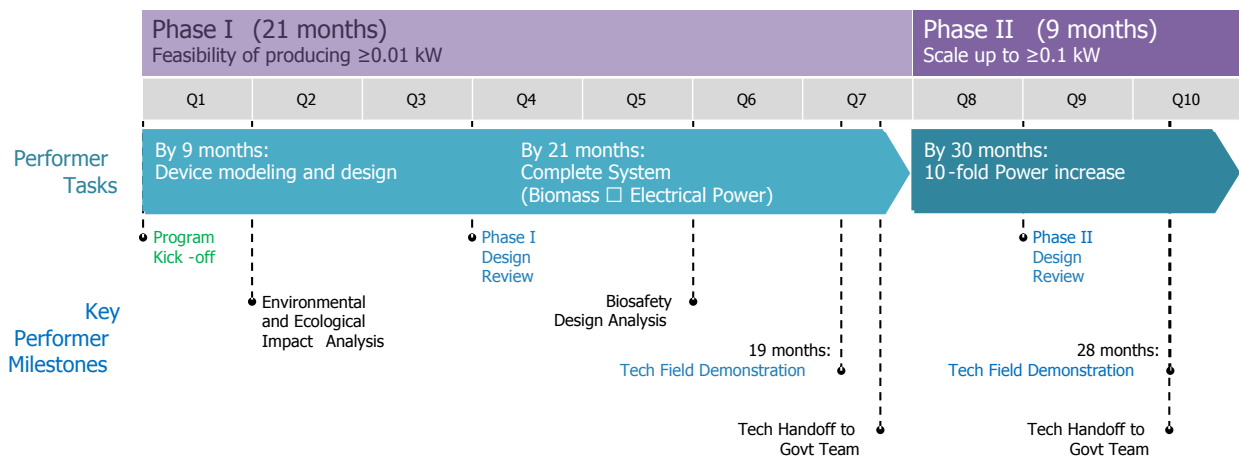 Phase I (21 months)
Feasibility of producing ≥0.01 kW
Phase II (9 months)
Scale up to ≥0.1 kW
Q1 Q2 Q3 Q4 Q5 Q6 Q7 Q8 Q9 Q10
Performer
Tasks
By 9 months:
Device modeling and design
By 21 months:
Complete System
(Biomass □ Electrical Power)
By 30 months:
10-fold Power increase
Key
Performer
Milestones
Program
Kick -off
Environmental
and Ecological
Impact Analysis
Phase I
Design
Review
Biosafety
Design Analysis
19 months:
Tech Field Demonstration
Tech Handoff to
Govt Team
Phase II
Design
Review
28 months:
Tech Field Demonstration
Tech Handoff to
Govt Team